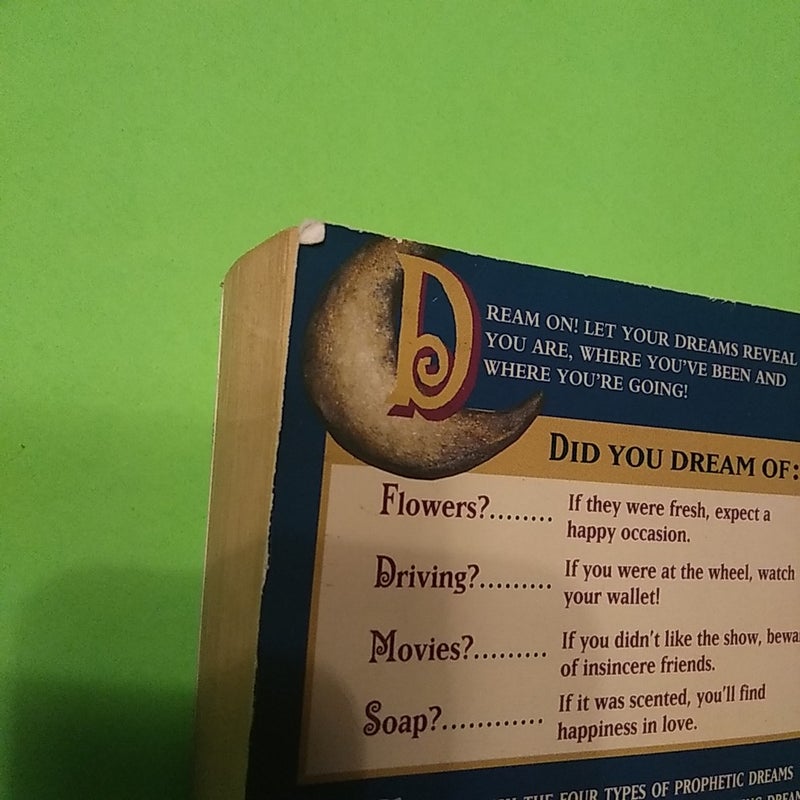 DREAM ON! LET YOUR DREAMS REVEAL
YOU ARE, WHERE YOU'VE BEEN AND
WHERE YOU'RE GOING!
DID YOU DREAM OF:
Flowers?........ If they were fresh, expect a
happy occasion.
Driving?......... If you were at the wheel, watch
your wallet!
Movies?......... If you didn't like the show,
of insincere friends.
Soap?............ If it was scented, you'll find
happiness in love.
THE FOUR TYPES OF PROPHETIC DREAMS